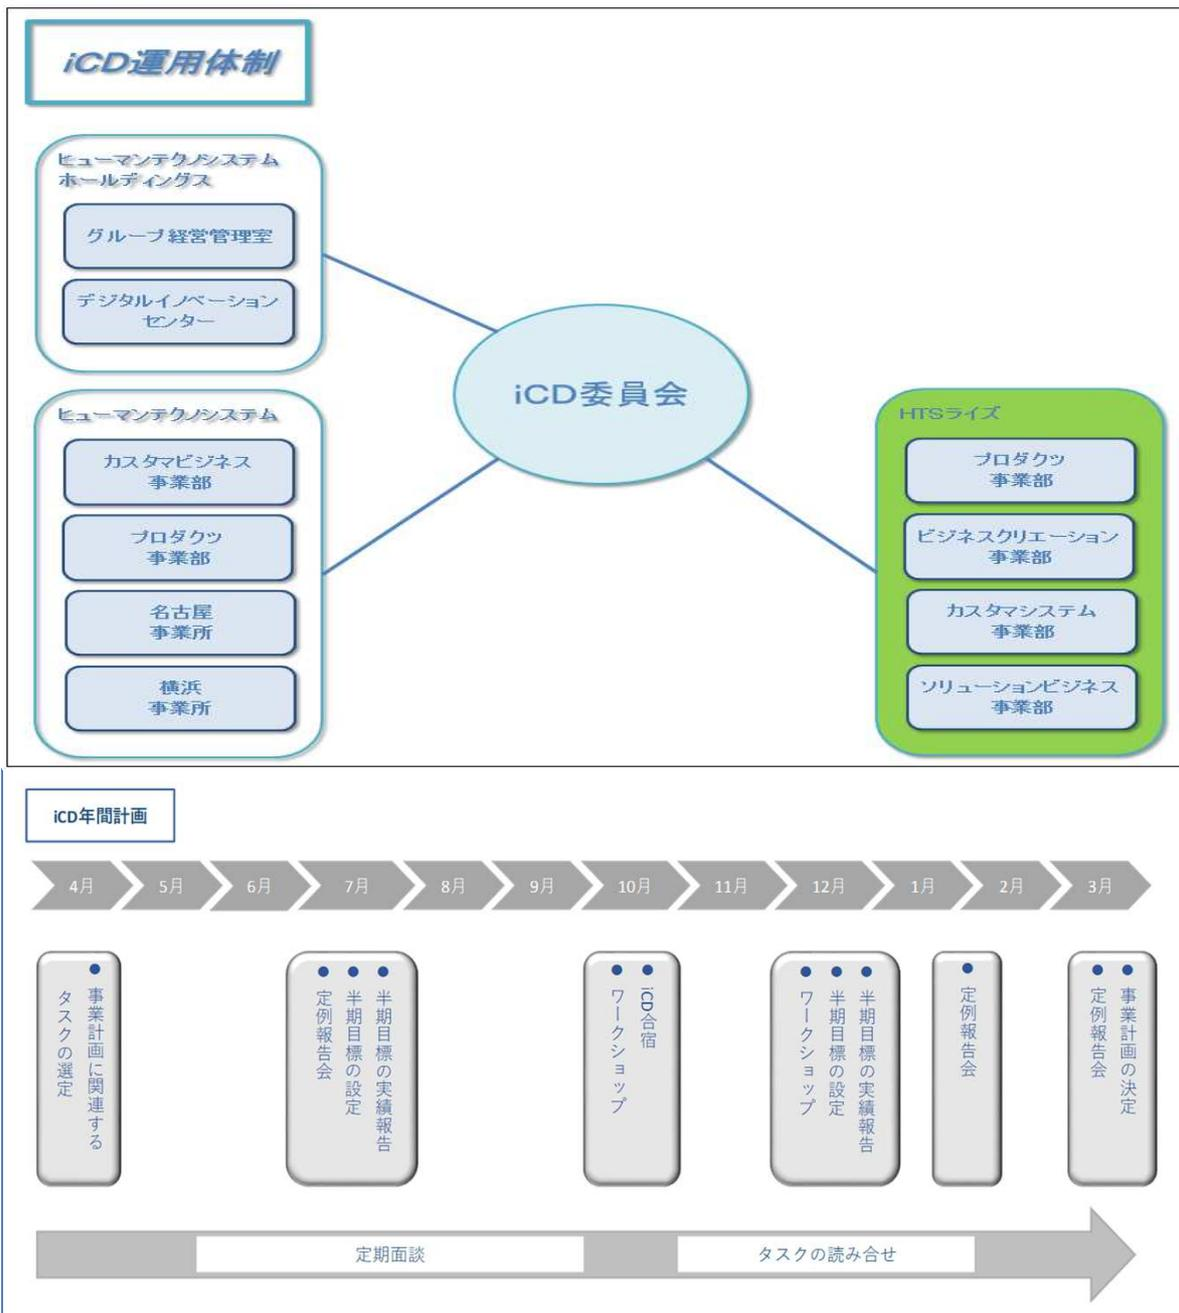 iCD運用体制
ヒューマンテクノシステム
ホールディングス
グループ経営管理室
デジタルイノベーション
センター
iCD委員会
ヒューマンテクノシステム
カスタマビジネス
事業部
プロダクツ
事業部
名古屋
事業所
横浜
事業所
HTSライズ
プロダクツ
事業部
ビジネスクリエーション
事業部
カスタマシステム
事業部
ソリューションビジネス
事業部
iCD年間計画
4月
5月
6月
7月
8月
9月
10月
11月
12月
1月
2月
3月
●事業計画に関連する
タスクの選定
●半期目標の実績報告
●半期目標の設定
●定例報告会
●iCD合宿
●ワークショップ
●半期目標の実績報告
●半期目標の設定
●ワークショップ
●定例報告会
●事業計画の決定
●定例報告会
定期面談
タスクの読み合せ